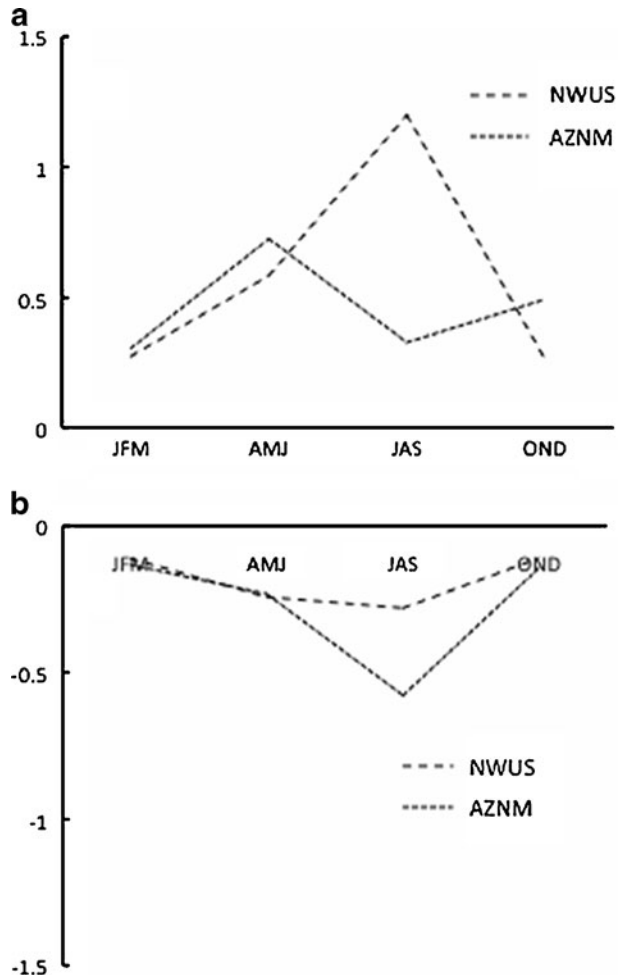 a
1.5
NWUS
AZNM
1
0.5
0
JFM AMJ JAS OND
b
0
JFM AMJ JAS OND
-0.5
NWUS
AZNM
-1
-1.5